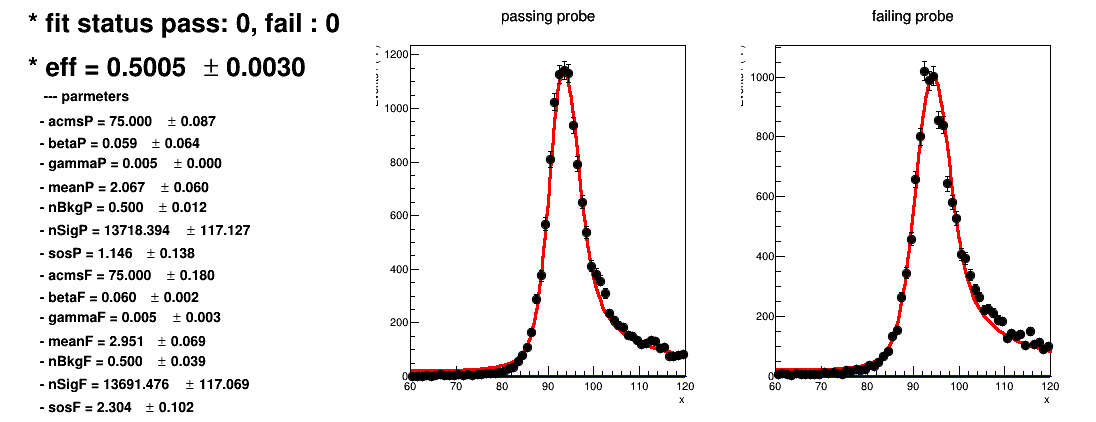 * fit status pass: 0, fail : 0
* eff = 0.5005 ± 0.0030
--- parmeters
- acmsP = 75.000 ± 0.087
- betaP = 0.059 ± 0.064
- gammaP = 0.005 ± 0.000
- meanP = 2.067 ± 0.060
- nBkgP = 0.500 ± 0.012
- nSigP = 13718.394 ± 117.127
- sosP = 1.146 ± 0.138
- acmsF = 75.000 ± 0.180
- betaF = 0.060 ± 0.002
- gammaF = 0.005 ± 0.003
- meanF = 2.951 ± 0.069
- nBkgF = 0.500 ± 0.039
- nSigF = 13691.476 ± 117.069
- sosF = 2.304 ± 0.102
passing probe
1200
1000
800
600
400
200
0
60 70 80 90 100 110 120
x
failing probe
1000
800
600
400
200
0
60 70 80 90 100 110 120
x